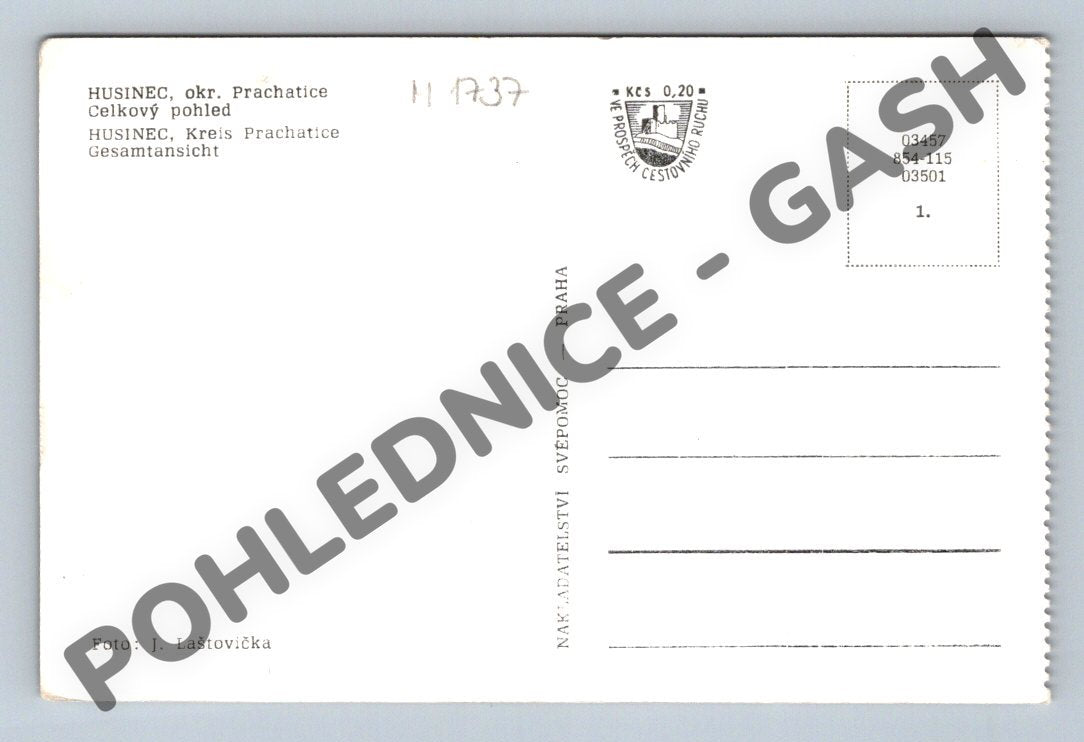 HUSINEC, okr. Prachatice
Celkový pohled
HUSINEC, Kreis Prachatice
Gesamtansicht
H 1737
Kčs 0,20
VE PROSPĚCH CESTOVNÍHO RUCHU
03457
854-115
03501
1.
NAKLADATELSTVÍ SVÉPOMOC — PRAHA
Foto: J. Laštovička
POHLEDNICE - GASH